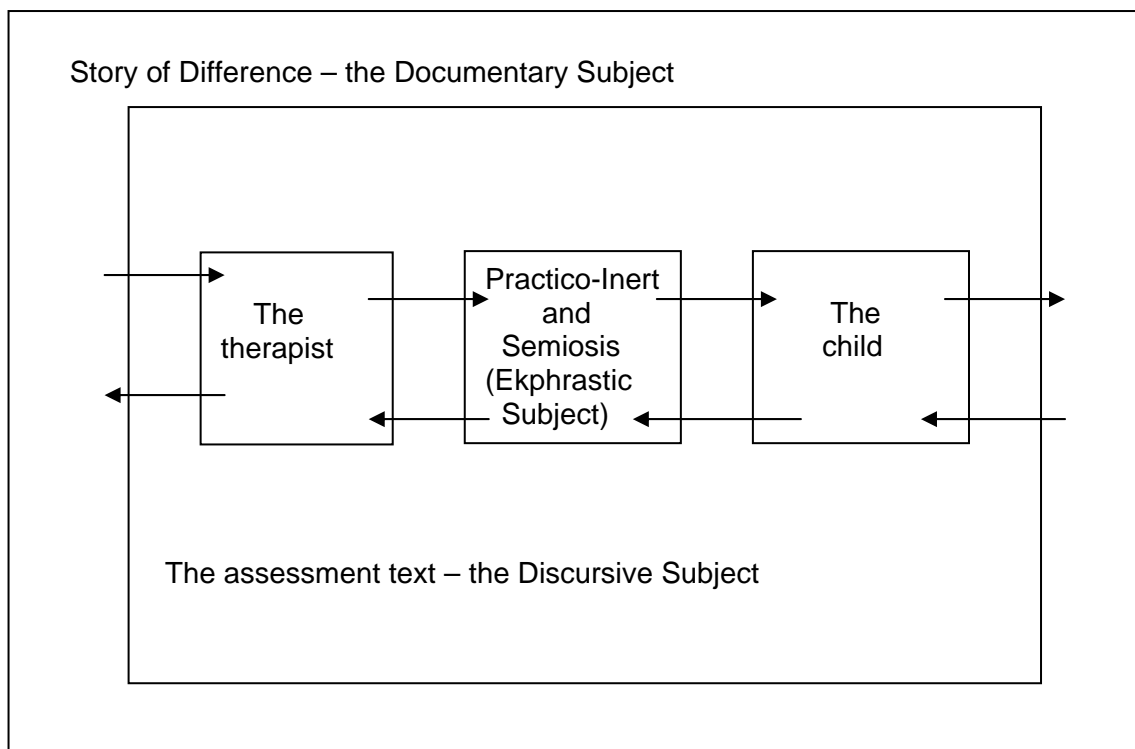 Story of Difference – the Documentary Subject
The
therapist
Practico-Inert
and
Semiosis
(Ekphrastic
Subject)
The
child
The assessment text – the Discursive Subject